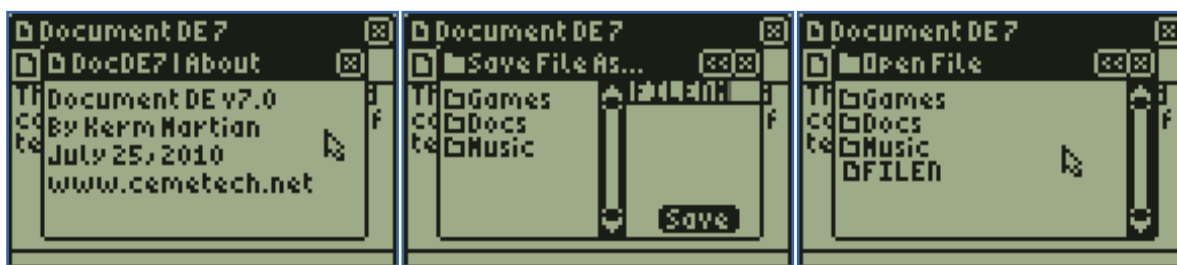 Document DE 7
DocDE7 | About
Document DE v7.0
By Kerm Martian
July 25, 2010
www.cemetech.net
Document DE 7
Save File As...
Games
Docs
Music
FILENM
Save
Document DE 7
Open File
Games
Docs
Music
FILEN